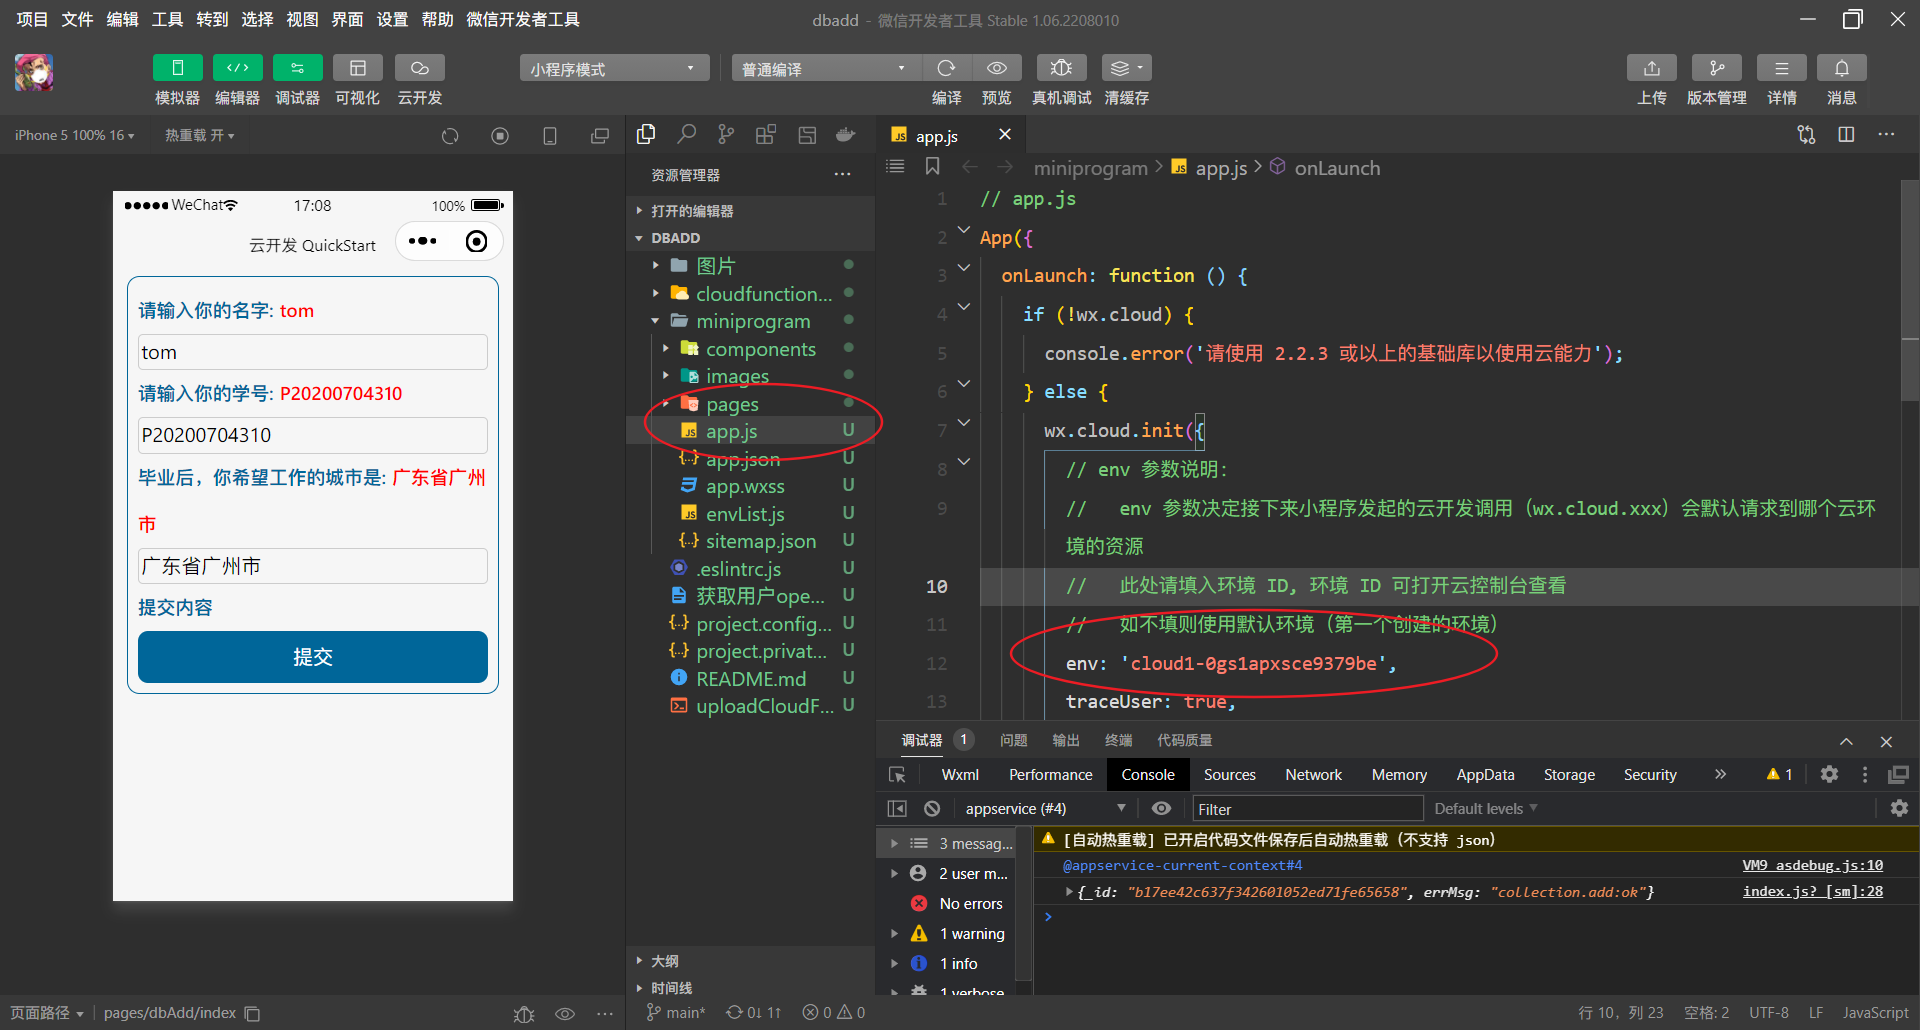 项目 文件 编辑 工具 转到 选择 视图 界面 设置 帮助 微信开发者工具
dbadd - 微信开发者工具 Stable 1.06.2208010
模拟器 编辑器 调试器 可视化 云开发
小程序模式
普通编译
编译 预览 真机调试 清缓存
上传 版本管理 详情 消息
iPhone 5 100% 16
热重载 开
WeChat 17:08 100%
云开发 QuickStart
请输入你的名字: tom
tom
请输入你的学号: P20200704310
P20200704310
毕业后，你希望工作的城市是: 广东省广州
市
广东省广州市
提交内容
提交
页面路径 pages/dbAdd/index
资源管理器
打开的编辑器
DBADD
图片
cloudfunction...
miniprogram
components
images
pages
app.js U
app.json U
app.wxss U
envList.js U
sitemap.json U
.eslintrc.js U
获取用户ope... U
project.config... U
project.privat... U
README.md U
uploadCloudF... U
大纲
时间线
main* 0↓ 1↑ 0 0
JS app.js
miniprogram > JS app.js > onLaunch
1 // app.js
2 App({
3 onLaunch: function () {
4 if (!wx.cloud) {
5 console.error('请使用 2.2.3 或以上的基础库以使用云能力');
6 } else {
7 wx.cloud.init({
8 // env 参数说明:
9 // env 参数决定接下来小程序发起的云开发调用（wx.cloud.xxx）会默认请求到哪个云环
境的资源
10 // 此处请填入环境 ID, 环境 ID 可打开云控制台查看
11 // 如不填则使用默认环境（第一个创建的环境）
12 env: 'cloud1-0gs1apxsce9379be',
13 traceUser: true,
调试器 1 问题 输出 终端 代码质量
Wxml Performance Console Sources Network Memory AppData Storage Security » 1
appservice (#4) Filter Default levels
3 messag...
2 user m...
No errors
1 warning
1 info
1 verbose
[自动热重载] 已开启代码文件保存后自动热重载（不支持 json）
@appservice-current-context#4 VM9 asdebug.js:10
{_id: "b17ee42c637f342601052ed71fe65658", errMsg: "collection.add:ok"} index.js? [sm]:28
行 10，列 23 空格: 2 UTF-8 LF JavaScript